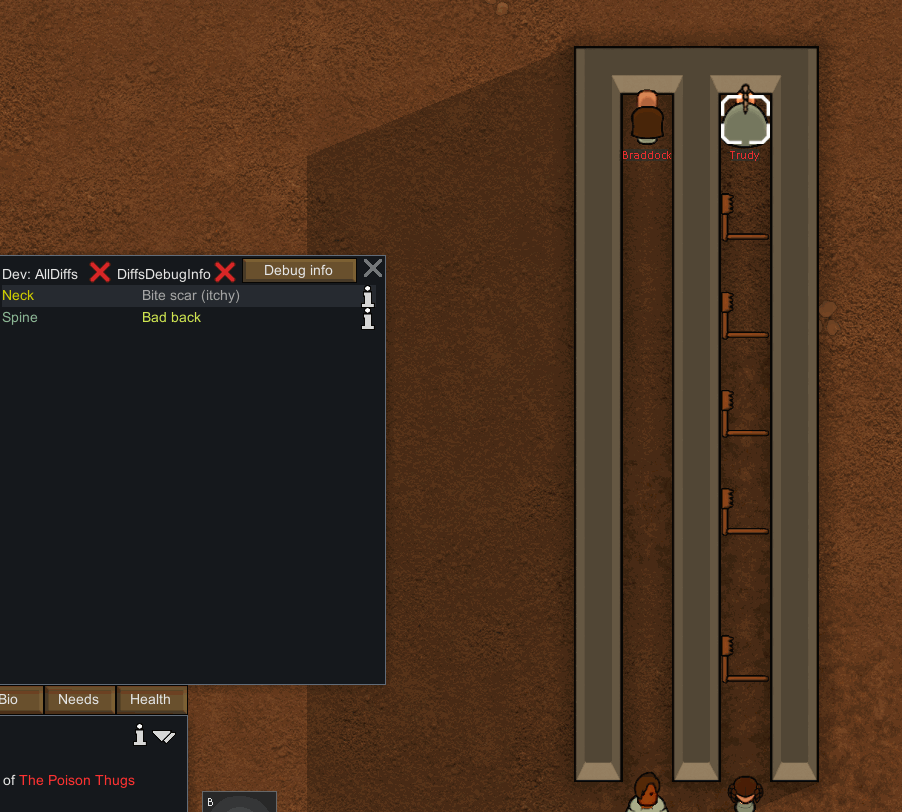 Braddock
Trudy
Dev: AllDiffs DiffsDebugInfo Debug info
Neck Bite scar (itchy)
Spine Bad back
Bio Needs Health
of The Poison Thugs
B